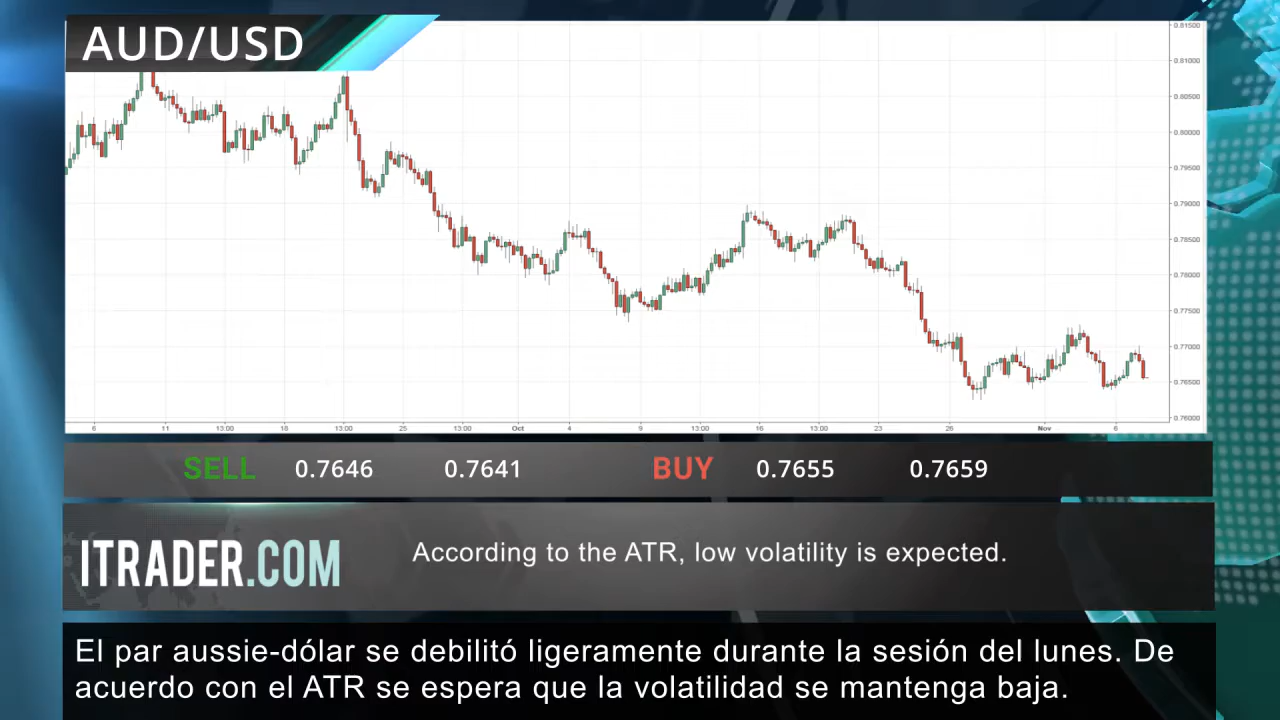 AUD/USD
0.81500
0.81000
0.80500
0.80000
0.79500
0.79000
0.78500
0.78000
0.77500
0.77000
0.76500
0.76000
6 11 13:00 18 13:00 25 13:00 Oct 4 13:00 9 13:00 16 13:00 23 26 Nov 6
SELL 0.7646 0.7641 BUY 0.7655 0.7659
ITRADER.COM
According to the ATR, low volatility is expected.
El par aussie-dólar se debilitó ligeramente durante la sesión del lunes. De
acuerdo con el ATR se espera que la volatilidad se mantenga baja.